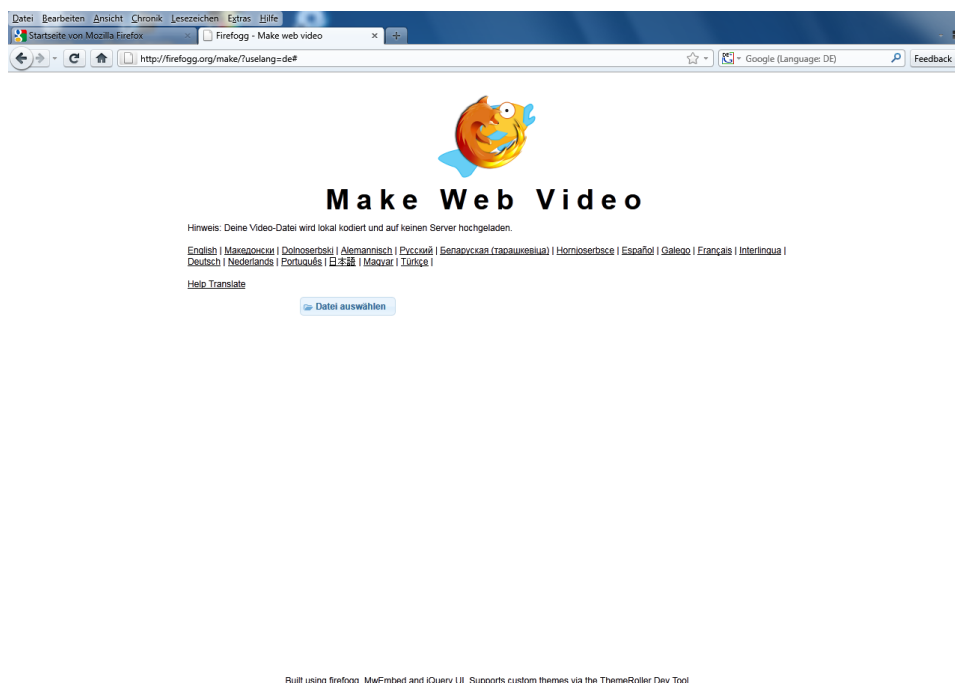 Datei Bearbeiten Ansicht Chronik Lesezeichen Extras Hilfe
Startseite von Mozilla Firefox × Firefogg - Make web video ×
http://firefogg.org/make/?uselang=de# Google (Language: DE) Feedback
Make Web Video
Hinweis: Deine Video-Datei wird lokal kodiert und auf keinen Server hochgeladen.
English | Македонски | Dolnoserbski | Alemannisch | Русский | Беларуская (тарашкевіца) | Hornjoserbsce | Español | Galego | Français | Interlingua |
Deutsch | Nederlands | Português | 日本語 | Magyar | Türkçe |
Help Translate
Datei auswählen
Built using firefogg, MwEmbed and jQuery UI. Supports custom themes via the ThemeRoller Dev Tool